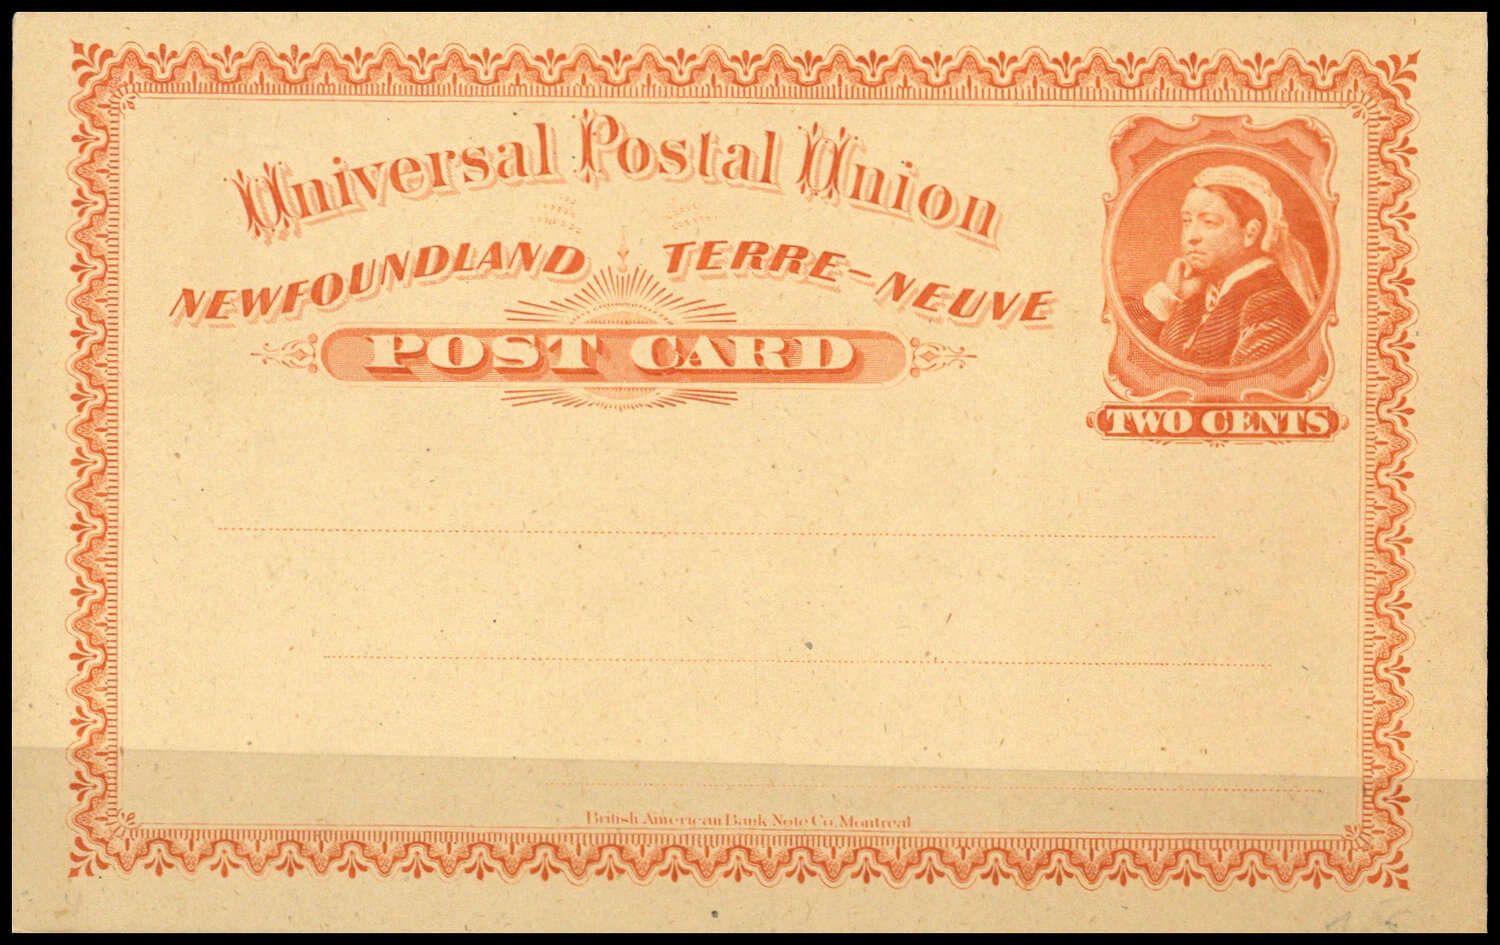 Universal Postal Union
NEWFOUNDLAND TERRE-NEUVE
POST CARD
TWO CENTS
British American Bank Note Co. Montreal